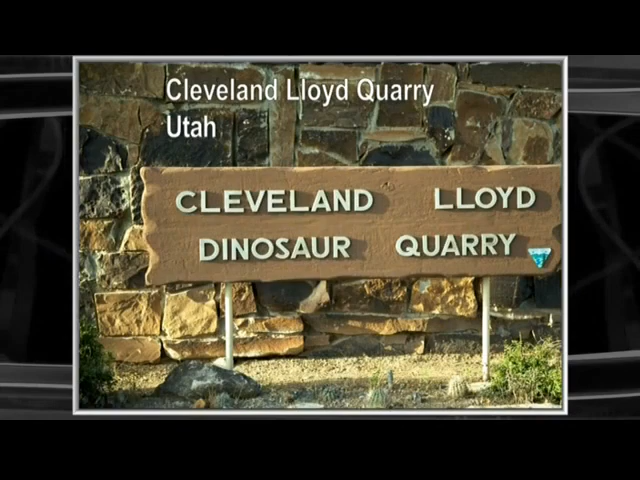 Cleveland Lloyd Quarry
Utah
CLEVELAND LLOYD
DINOSAUR QUARRY